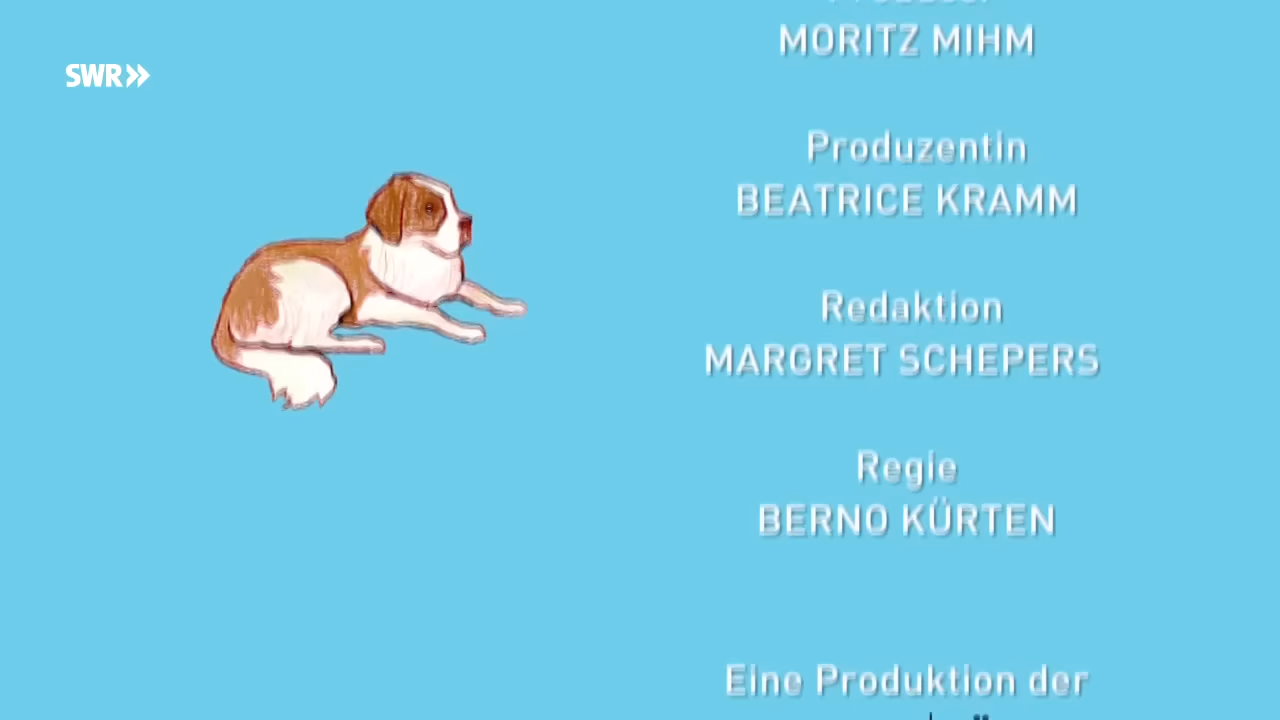 SWR»
MORITZ MIHM
Produzentin
BEATRICE KRAMM
Redaktion
MARGRET SCHEPERS
Regie
BERNO KÜRTEN
Eine Produktion der